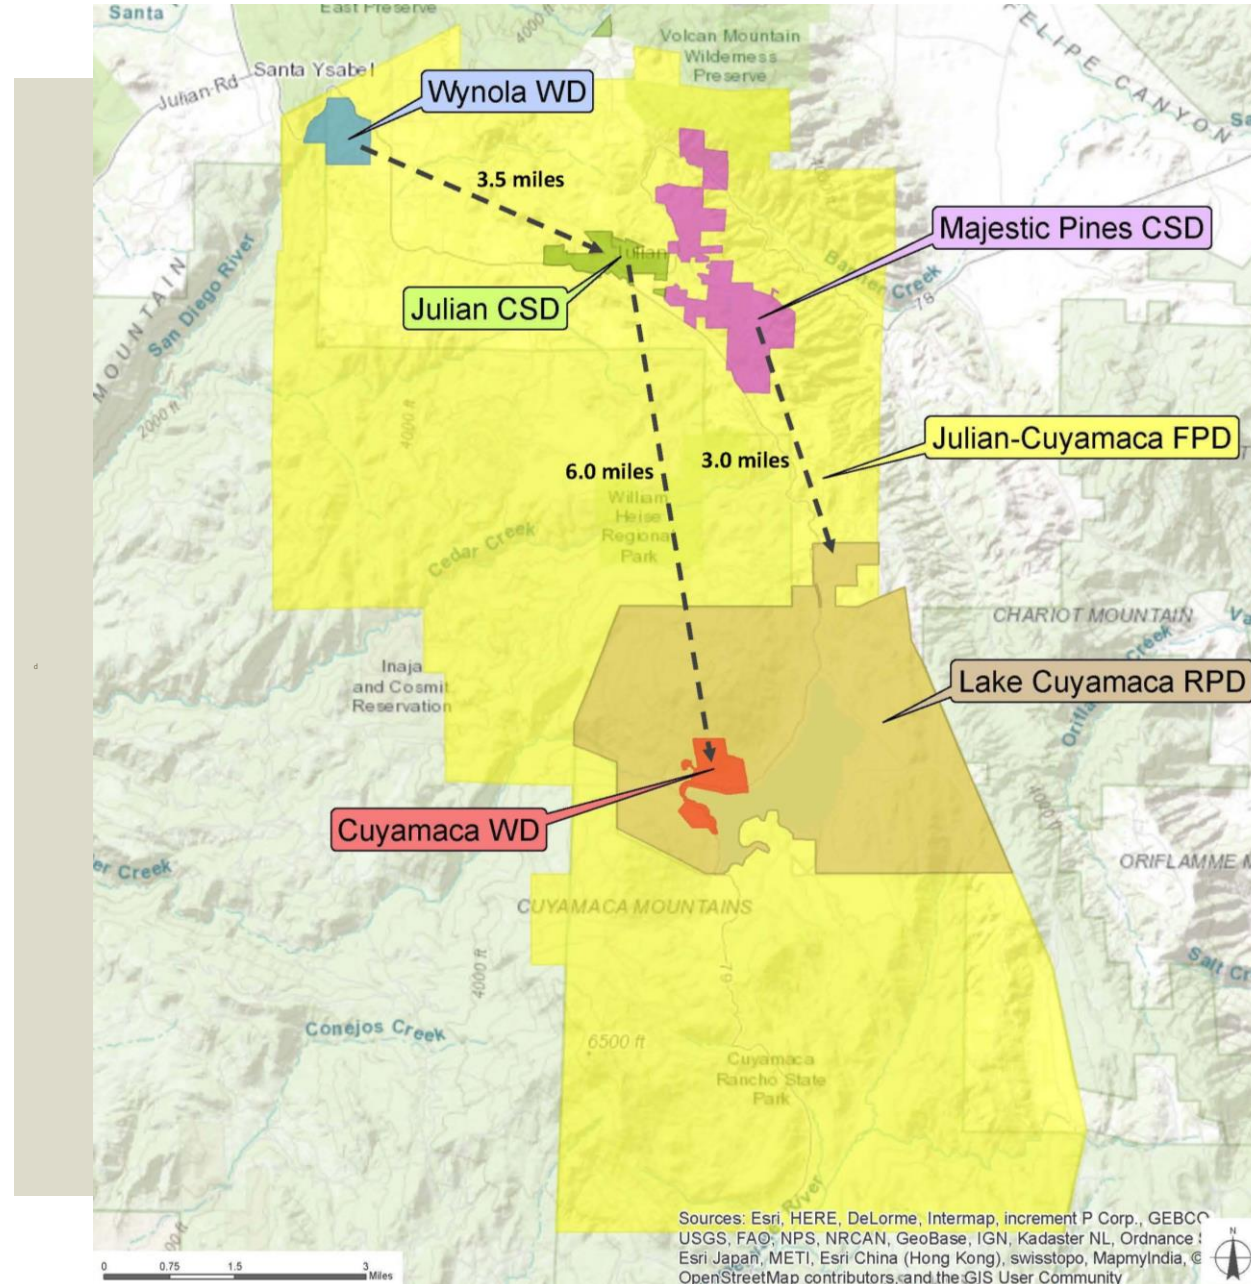 East Preserve
Santa
4000 ft
Volcan Mountain
Wilderness
Preserve
FELIPE CANYON
Santa Ysabel
Julian Rd
Wynola WD
3.5 miles
Majestic Pines CSD
Julian
Banner Creek
78
Julian CSD
MOUNTAIN
San Diego River
2000 ft
4000 ft
Julian-Cuyamaca FPD
6.0 miles
3.0 miles
William
Heise
Regional
Park
Cedar Creek
CHARIOT MOUNTAIN
Inaja
and Cosmit
Reservation
Lake Cuyamaca RPD
Creek
Cuyamaca WD
Creek
ORIFLAMME
CUYAMACA MOUNTAINS
4000 ft
79
Salt
Conejos Creek
6500 ft
Cuyamaca
Rancho State
Park
River
Sources: Esri, HERE, DeLorme, Intermap, increment P Corp., GEBCO,
USGS, FAO, NPS, NRCAN, GeoBase, IGN, Kadaster NL, Ordnance
Esri Japan, METI, Esri China (Hong Kong), swisstopo, MapmyIndia, ©
OpenStreetMap contributors, and the GIS User Community
N
0 0.75 1.5 3
Miles